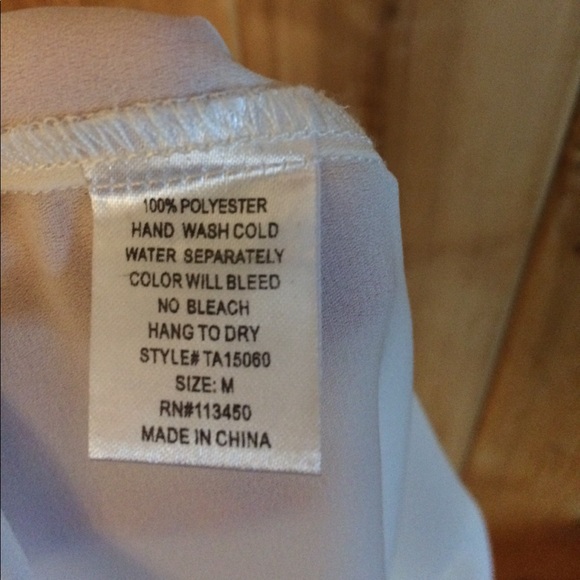 100% POLYESTER
HAND WASH COLD
WATER SEPARATELY
COLOR WILL BLEED
NO BLEACH
HANG TO DRY
STYLE# TA15060
SIZE: M
RN#113450
MADE IN CHINA